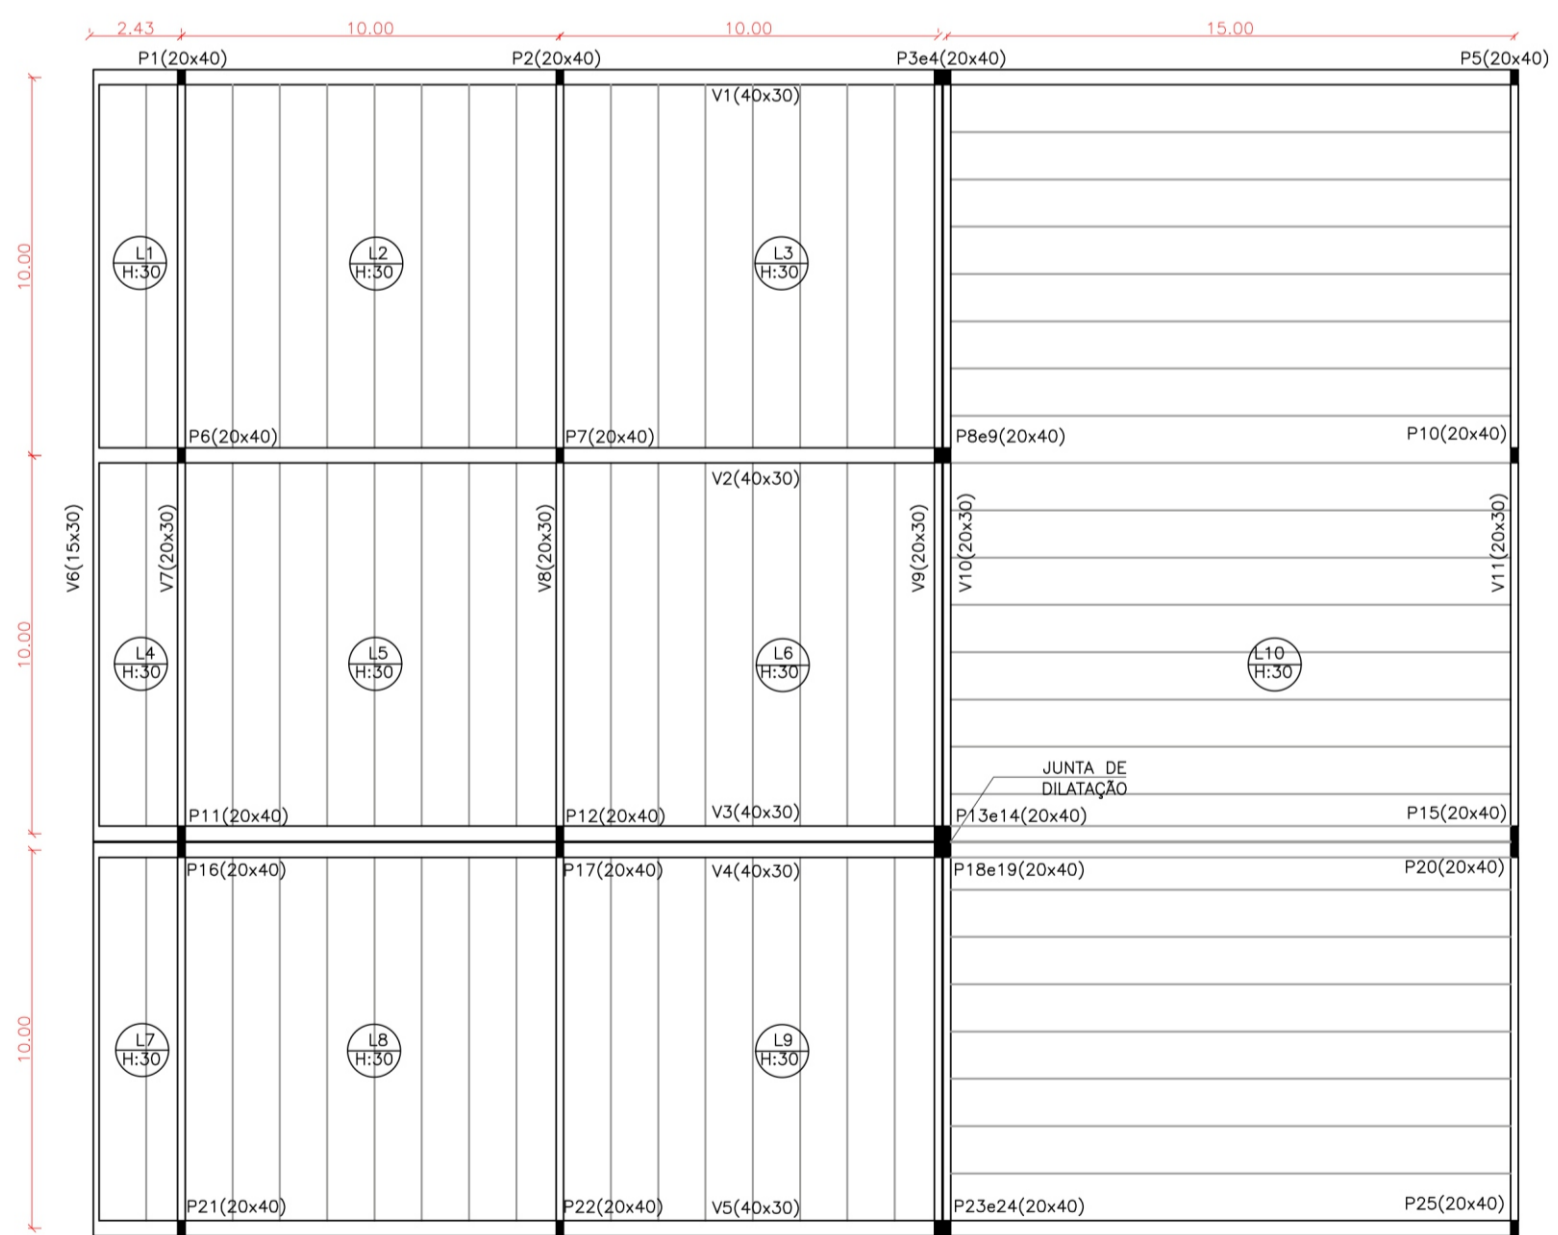 2.43 10.00 10.00 15.00
P1(20x40) P2(20x40) P3e4(20x40) P5(20x40)
V1(40x30)
10.00
L1 L2 L3
H:30 H:30 H:30
P6(20x40) P7(20x40) P8e9(20x40) P10(20x40)
V2(40x30)
V6(15x30) V7(20x30) V8(20x30) V9(20x30) V10(20x30) V11(20x30)
10.00
L4 L5 L6 L10
H:30 H:30 H:30 H:30
JUNTA DE
DILATAÇÃO
P11(20x40) P12(20x40) V3(40x30) P13e14(20x40) P15(20x40)
P16(20x40) P17(20x40) V4(40x30) P18e19(20x40) P20(20x40)
10.00
L7 L8 L9
H:30 H:30 H:30
P21(20x40) P22(20x40) V5(40x30) P23e24(20x40) P25(20x40)